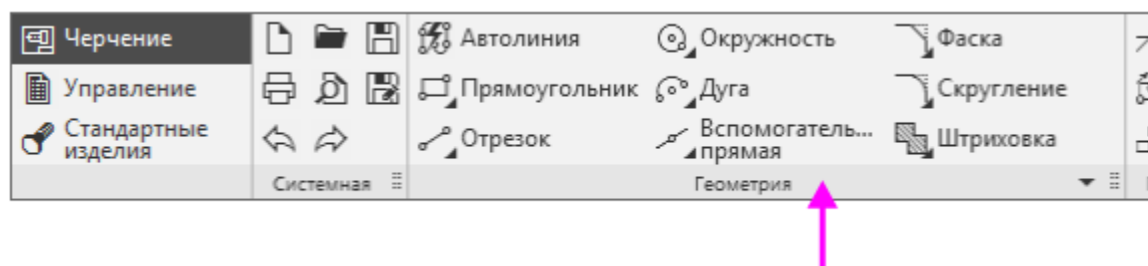 Черчение
Управление
Стандартные
изделия
Системная
Автолиния
Прямоугольник
Отрезок
Окружность
Дуга
Вспомогатель...
прямая
Фаска
Скругление
Штриховка
Геометрия